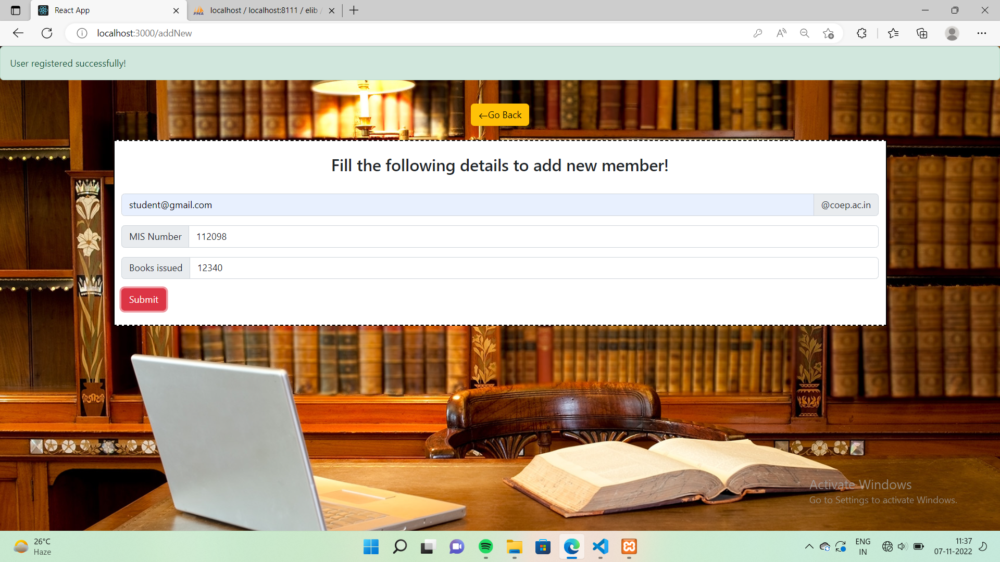 React App
localhost / localhost:8111 / elib /
localhost:3000/addNew
User registered successfully!
←Go Back
Fill the following details to add new member!
student@gmail.com @coep.ac.in
MIS Number 112098
Books issued 12340
Submit
Activate Windows
Go to Settings to activate Windows.
26°C
Haze
ENG
IN
11:37
07-11-2022